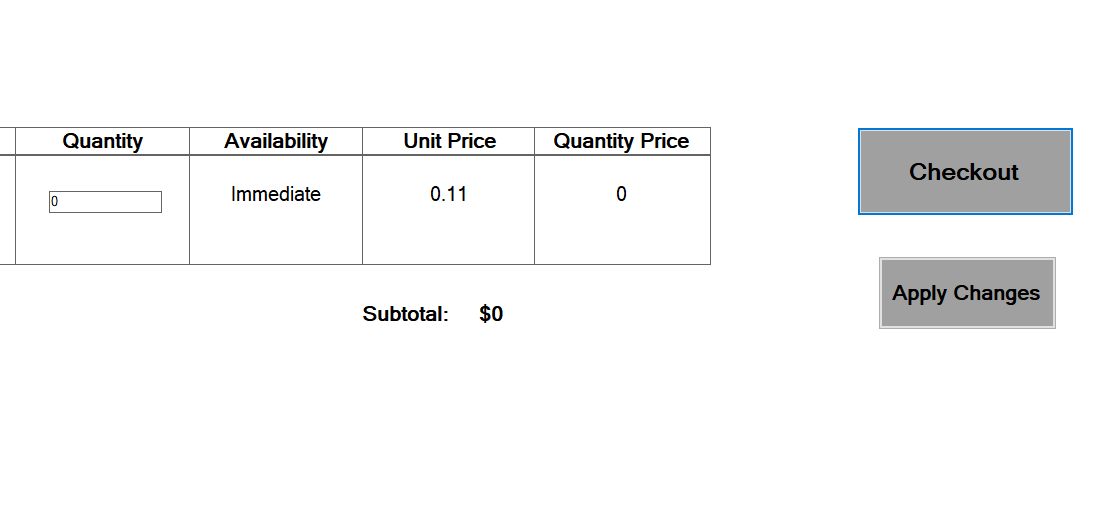 Quantity Availability Unit Price Quantity Price
0 Immediate 0.11 0
Subtotal: $0
Checkout
Apply Changes